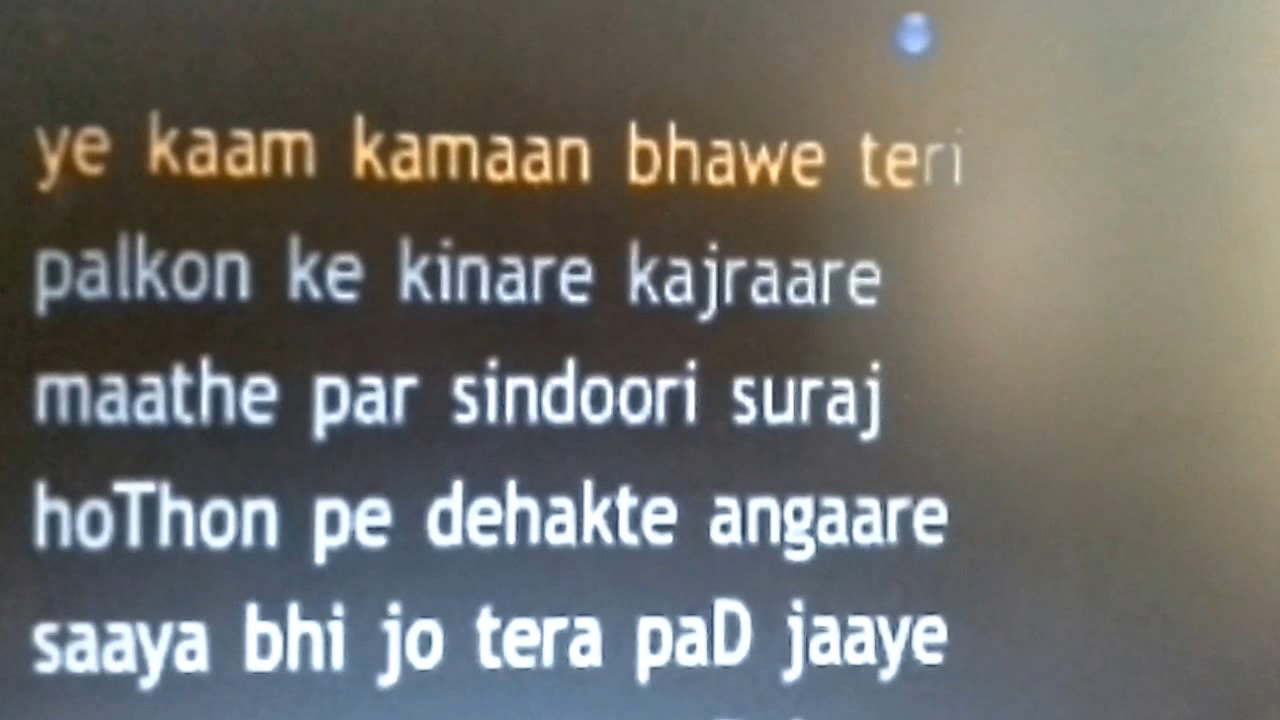 ye kaam kamaan bhawe teri
palkon ke kinare kajraare
maathe par sindoori suraj
hoThon pe dehakte angaare
saaya bhi jo tera paD jaaye